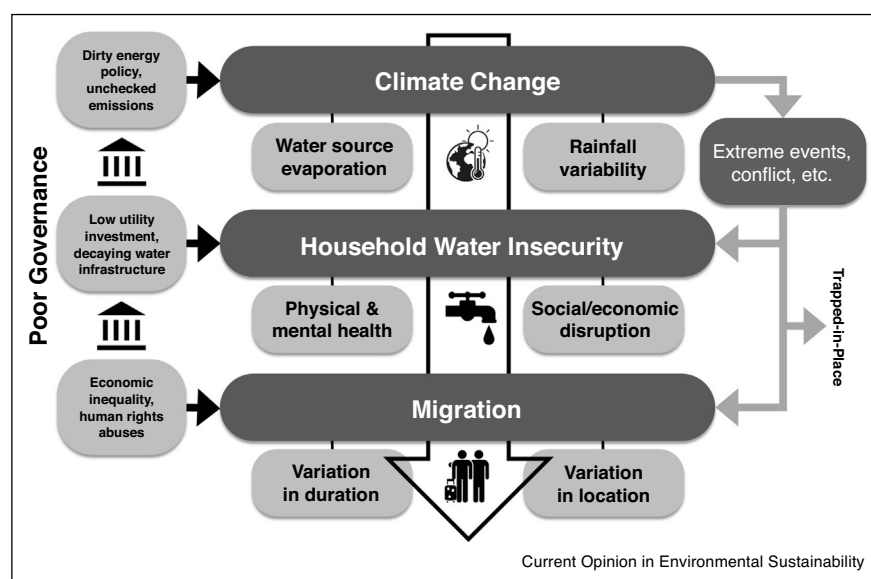 Poor Governance
Dirty energy
policy,
unchecked
emissions
Climate Change
Water source
evaporation
Rainfall
variability
Extreme events,
conflict, etc.
Low utility
investment,
decaying water
infrastructure
Household Water Insecurity
Physical &
mental health
Social/economic
disruption
Trapped-in-Place
Economic
inequality,
human rights
abuses
Migration
Variation
in duration
Variation
in location
Current Opinion in Environmental Sustainability